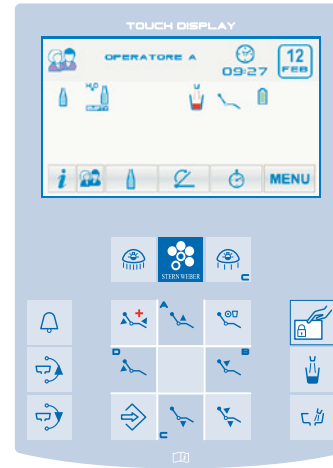 TOUCH DISPLAY
OPERATORE A
09:27
12
FEB
H₂O
i
MENU
STERN WEBER
C
A
D
B
C